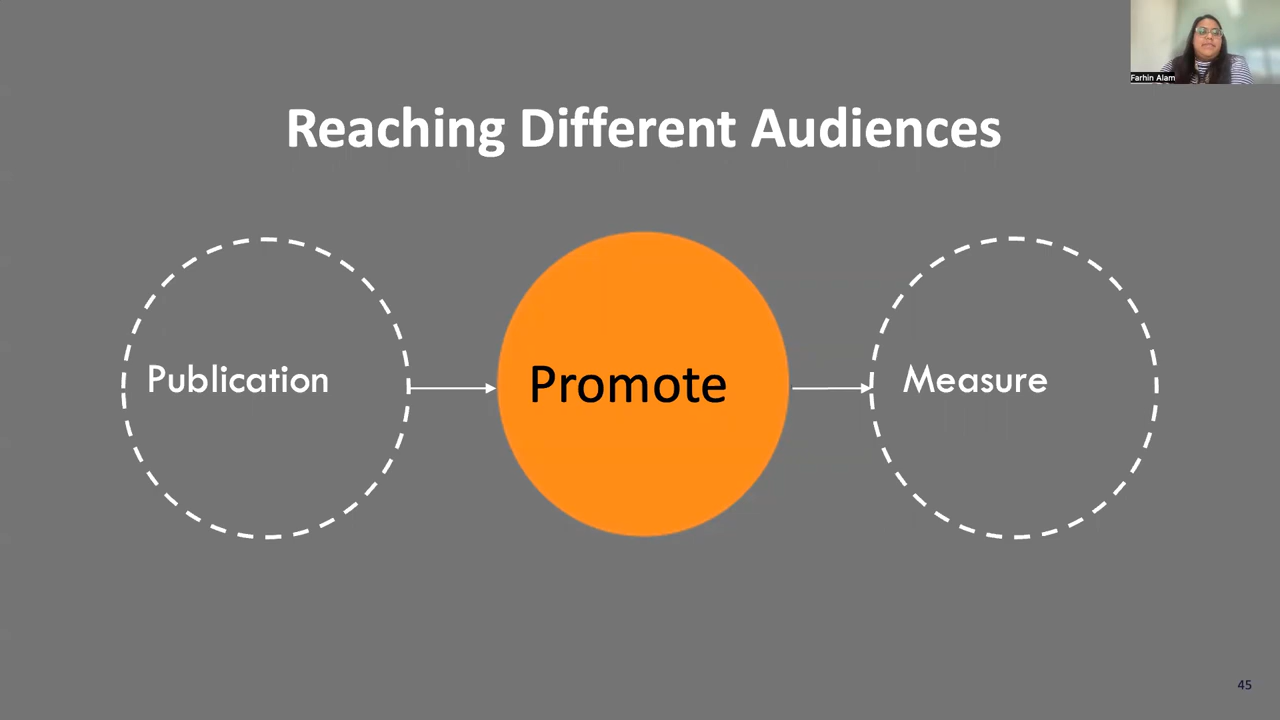 Farhin Alam
Reaching Different Audiences
Publication
Promote
Measure
45